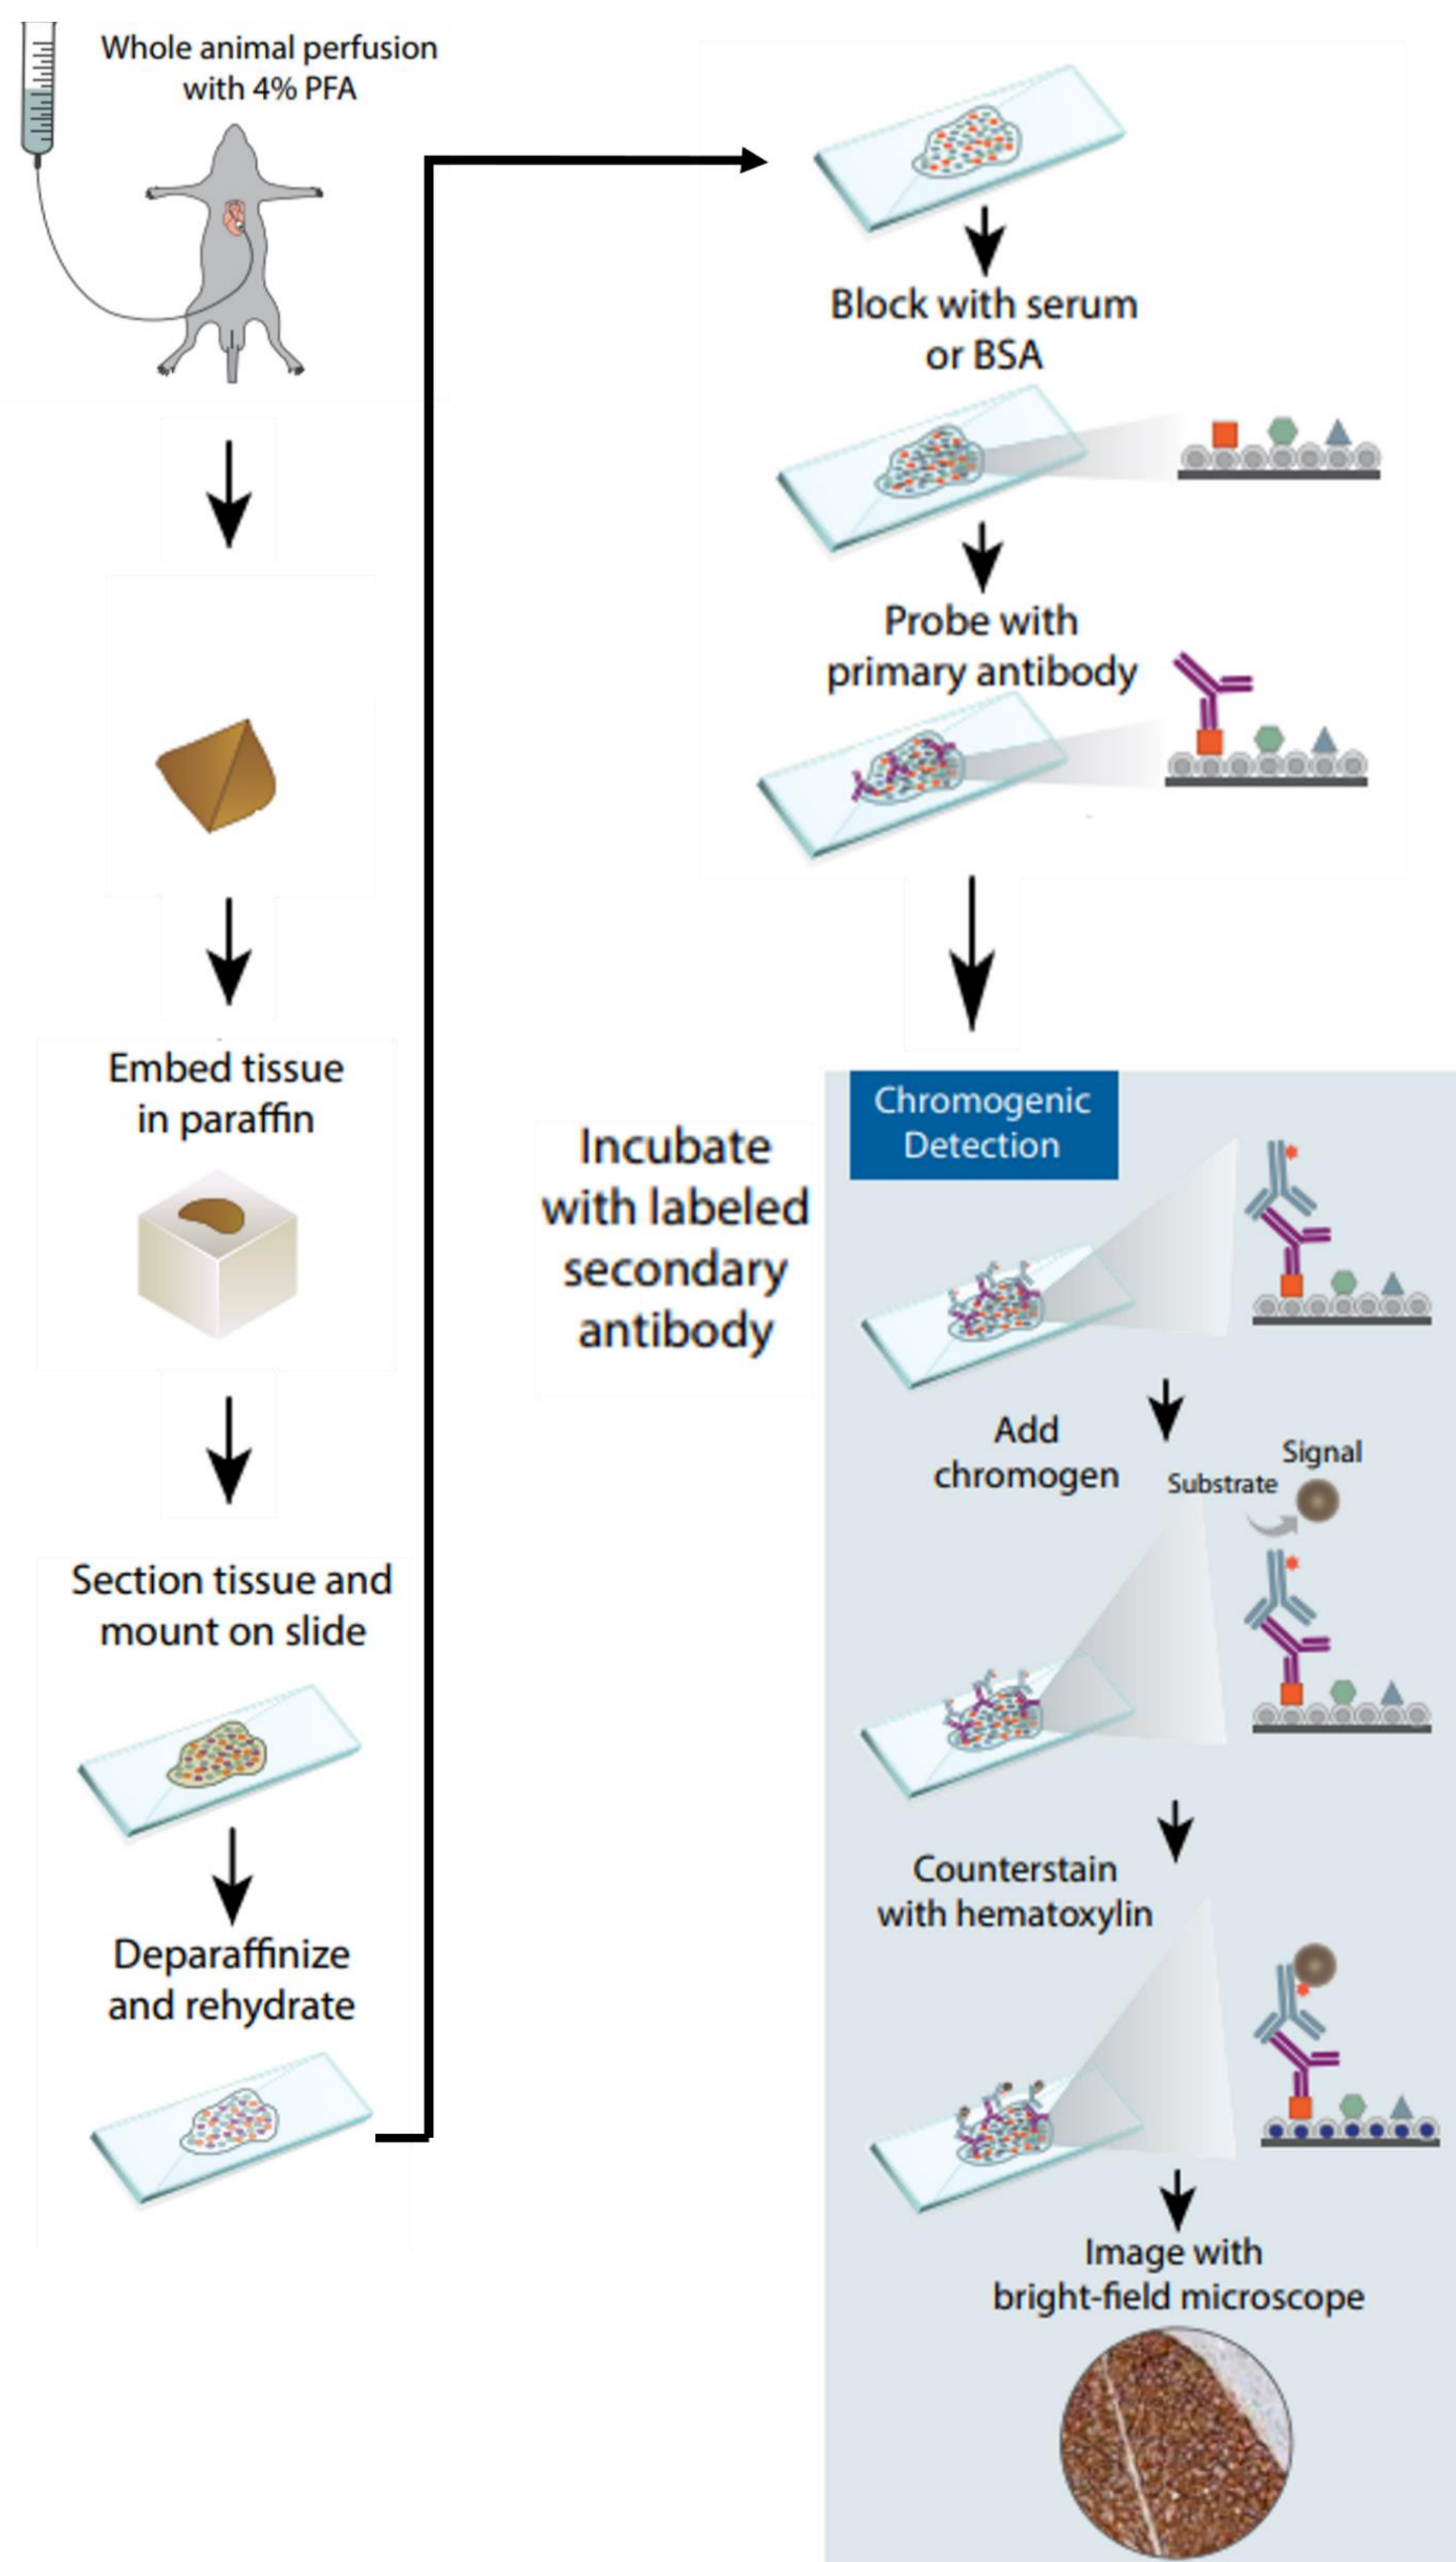 Whole animal perfusion
with 4% PFA
Embed tissue
in paraffin
Section tissue and
mount on slide
Deparaffinize
and rehydrate
Block with serum
or BSA
Probe with
primary antibody
Incubate
with labeled
secondary
antibody
Chromogenic
Detection
Add
chromogen
Signal
Substrate
Counterstain
with hematoxylin
Image with
bright-field microscope